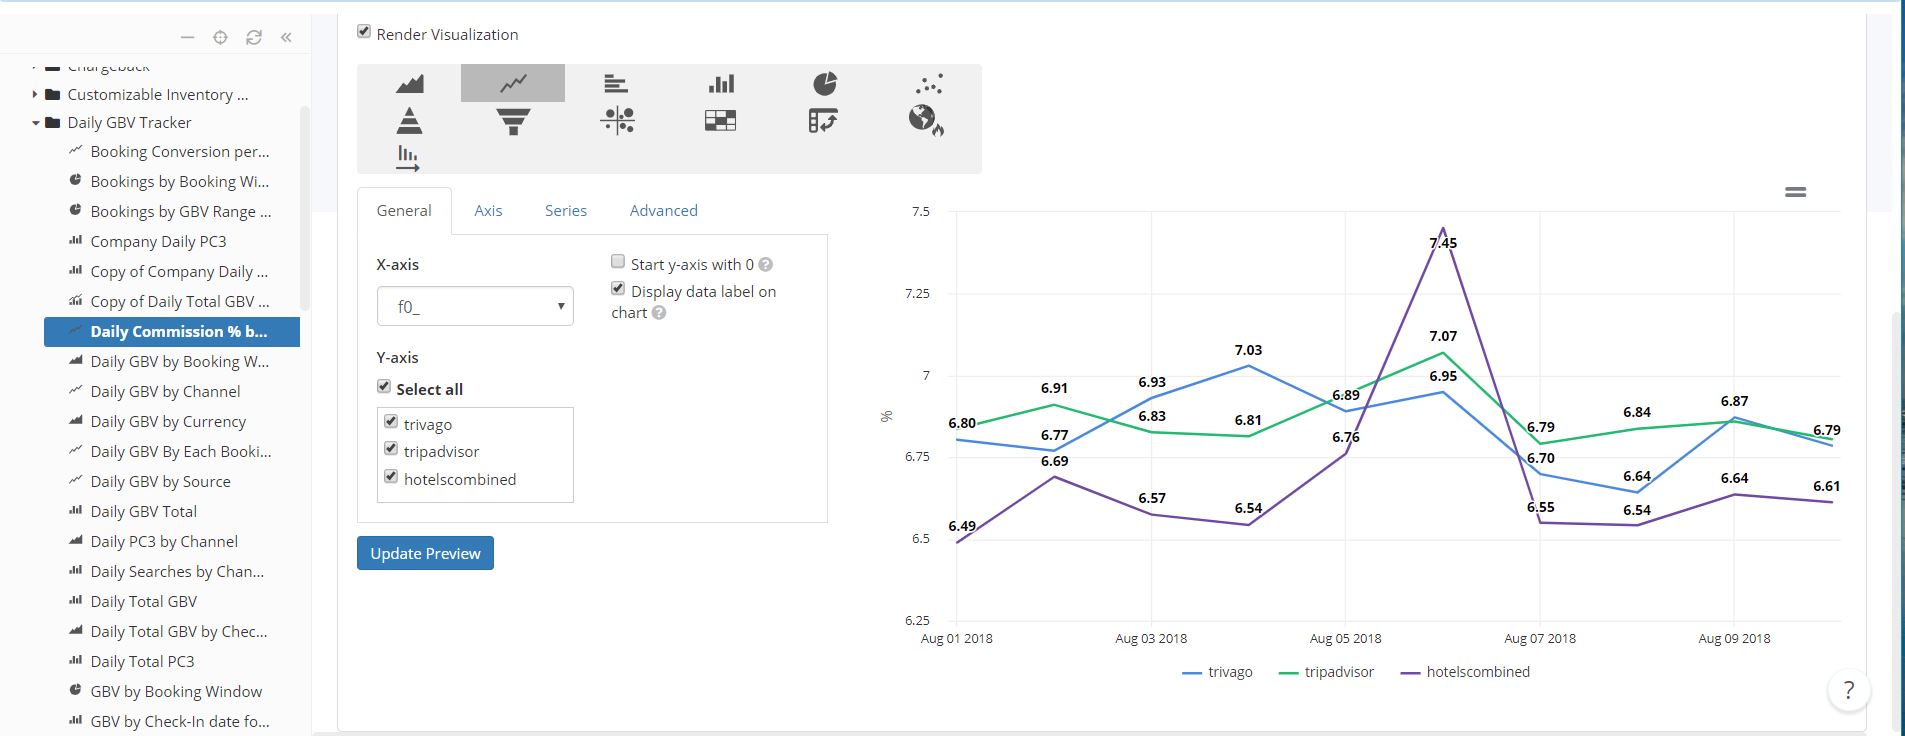 Render Visualization
Chargeback
Customizable Inventory ...
Daily GBV Tracker
Booking Conversion per...
Bookings by Booking Wi...
Bookings by GBV Range ...
Company Daily PC3
Copy of Company Daily ...
Copy of Daily Total GBV ...
Daily Commission % b...
Daily GBV by Booking W...
Daily GBV by Channel
Daily GBV by Currency
Daily GBV By Each Booki...
Daily GBV by Source
Daily GBV Total
Daily PC3 by Channel
Daily Searches by Chan...
Daily Total GBV
Daily Total GBV by Chec...
Daily Total PC3
GBV by Booking Window
GBV by Check-In date fo...
General Axis Series Advanced
X-axis
f0_
Start y-axis with 0 ?
Display data label on
chart ?
Y-axis
Select all
trivago
tripadvisor
hotelscombined
Update Preview
7.5
7.25
7
6.75
6.5
6.25
%
7.45
7.07
7.03
6.95
6.91
6.93
6.89
6.87
6.80
6.77
6.83
6.81
6.76
6.79
6.84
6.79
6.69
6.70
6.64
6.64
6.61
6.57
6.54
6.55
6.54
6.49
Aug 01 2018 Aug 03 2018 Aug 05 2018 Aug 07 2018 Aug 09 2018
trivago tripadvisor hotelscombined
?